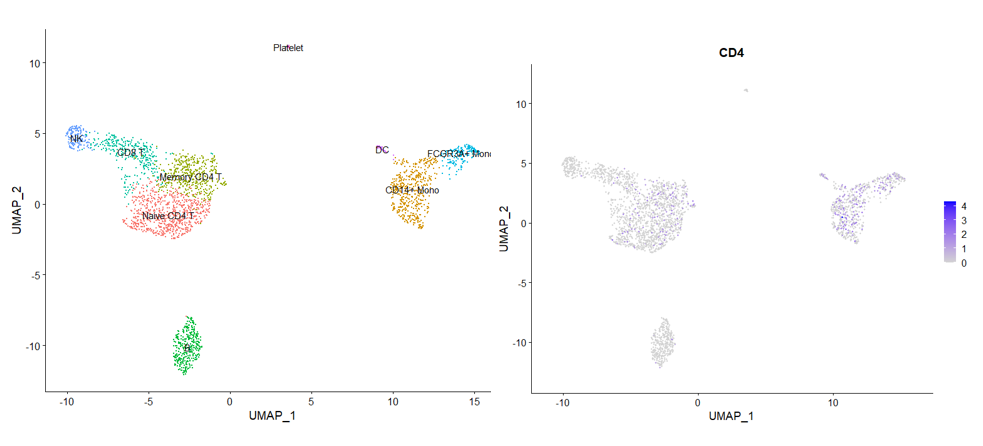 Platelet
NK
CD8 T
Memory CD4 T
Naive CD4 T
DC
FCGR3A+ Mono
CD14+ Mono
B
10
5
0
-5
-10
UMAP_2
-10
-5
0
5
10
15
UMAP_1
CD4
10
5
0
-5
-10
UMAP_2
-10
0
10
UMAP_1
4
3
2
1
0